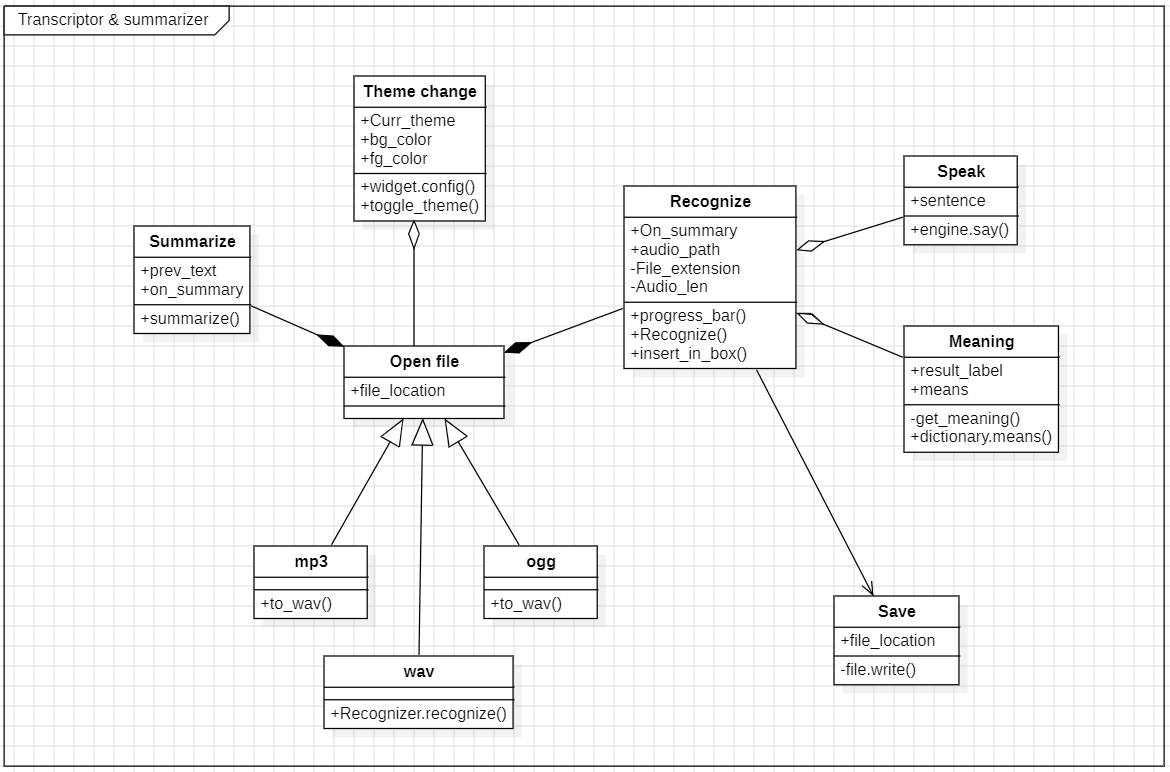 Transcriptor & summarizer
Theme change
+Curr_theme
+bg_color
+fg_color
+widget.config()
+toggle_theme()
Summarize
+prev_text
+on_summary
+summarize()
Open file
+file_location
Recognize
+On_summary
+audio_path
-File_extension
-Audio_len
+progress_bar()
+Recognize()
+insert_in_box()
Speak
+sentence
+engine.say()
Meaning
+result_label
+means
-get_meaning()
+dictionary.means()
mp3
+to_wav()
ogg
+to_wav()
wav
+Recognizer.recognize()
Save
+file_location
-file.write()